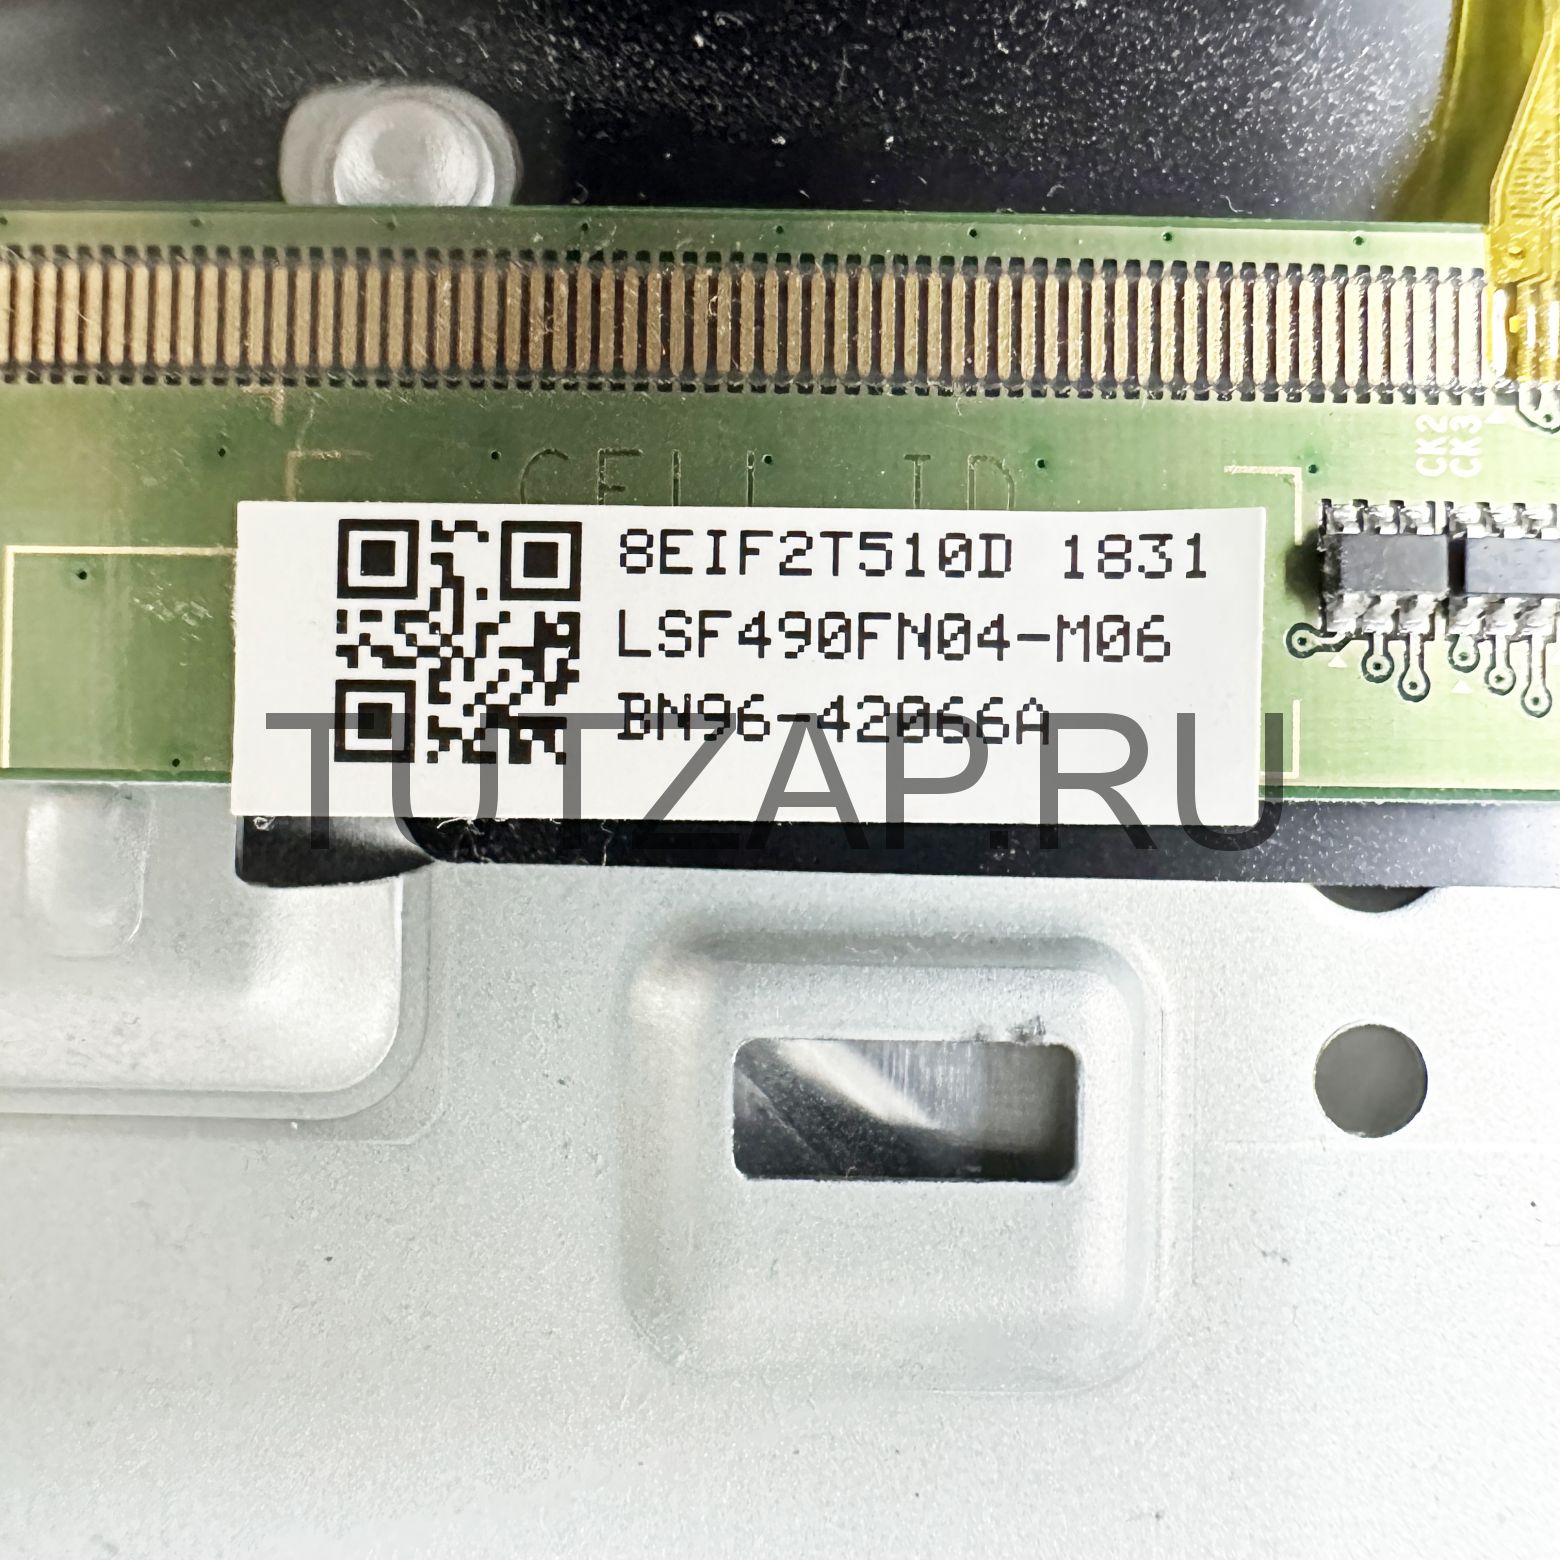 CK2
CK3
CELL ID
8EIF2T510D 1831
LSF490FN04-M06
BN96-42066A
TUTZAP.RU